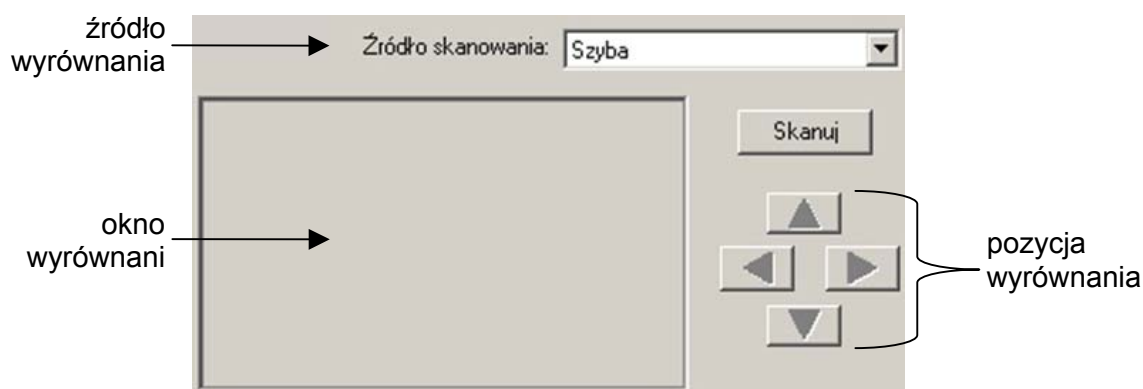 źródło
wyrównania
Źródło skanowania: Szyba
Skanuj
okno
wyrównani
pozycja
wyrównania